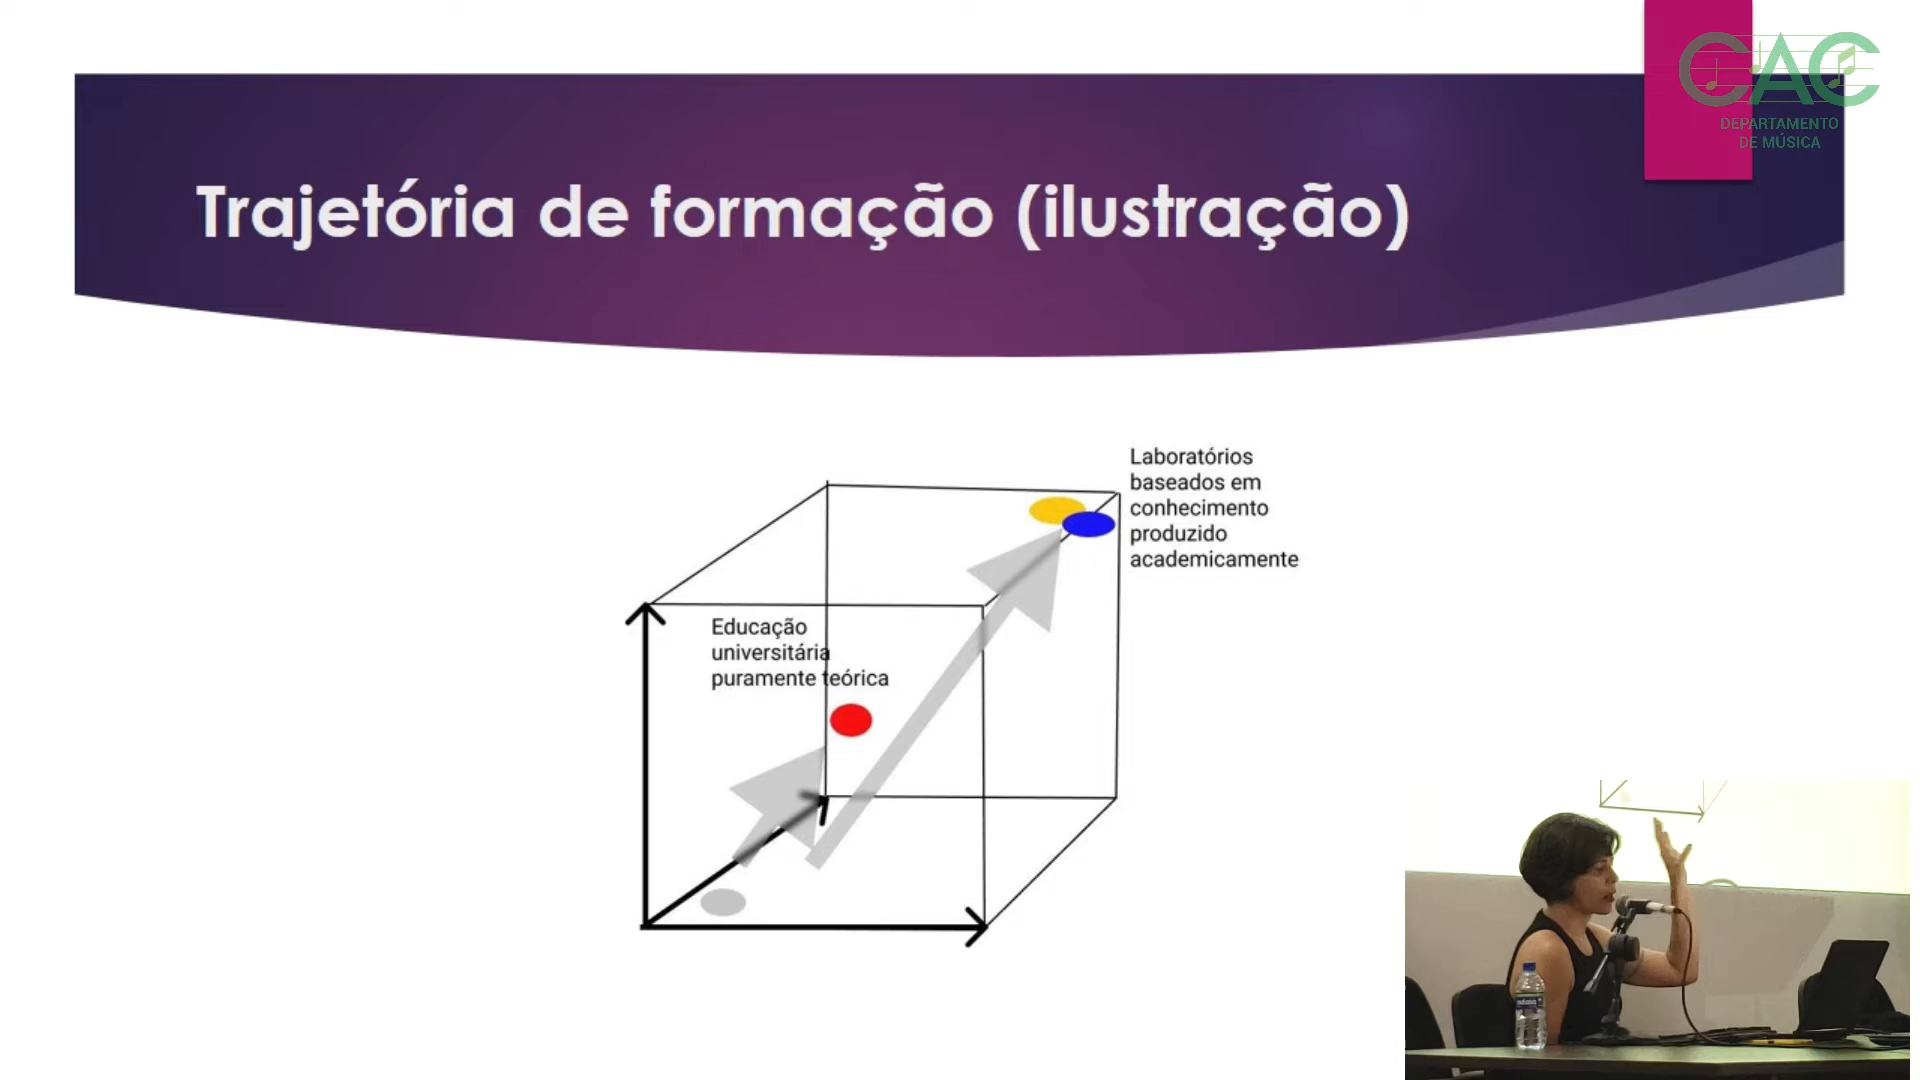 CAC
DEPARTAMENTO
DE MÚSICA
Trajetória de formação (ilustração)
Laboratórios
baseados em
conhecimento
produzido
academicamente
Educação
universitária
puramente teórica